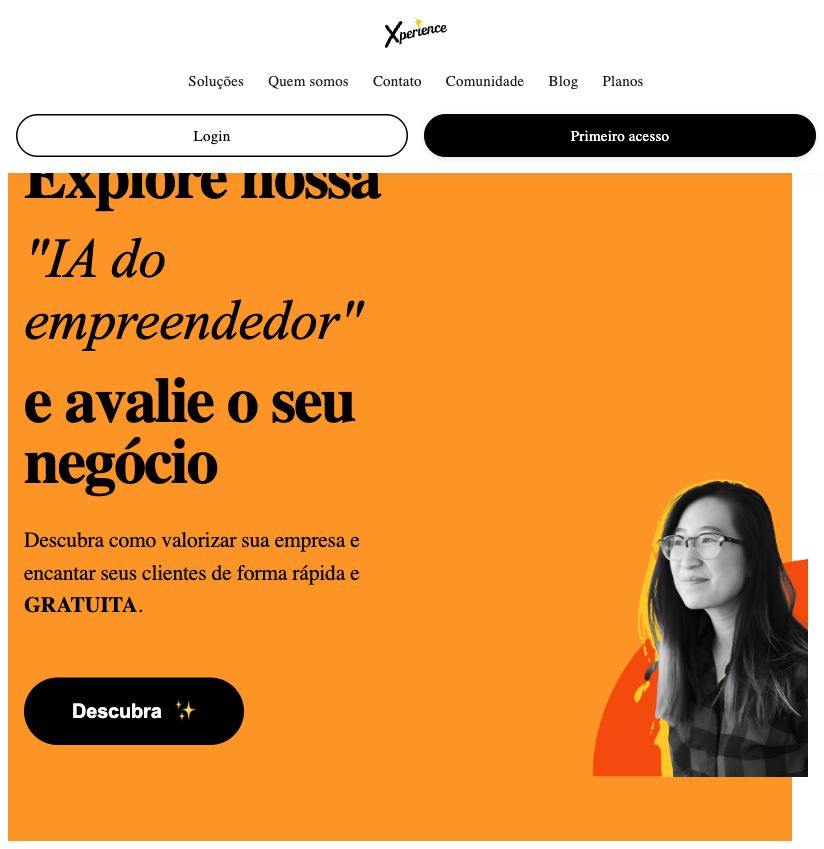 Xperience
Soluções Quem somos Contato Comunidade Blog Planos
Login Primeiro acesso
Explore nossa
"IA do
empreendedor"
e avalie o seu
negócio
Descubra como valorizar sua empresa e
encantar seus clientes de forma rápida e
GRATUITA.
Descubra ✨